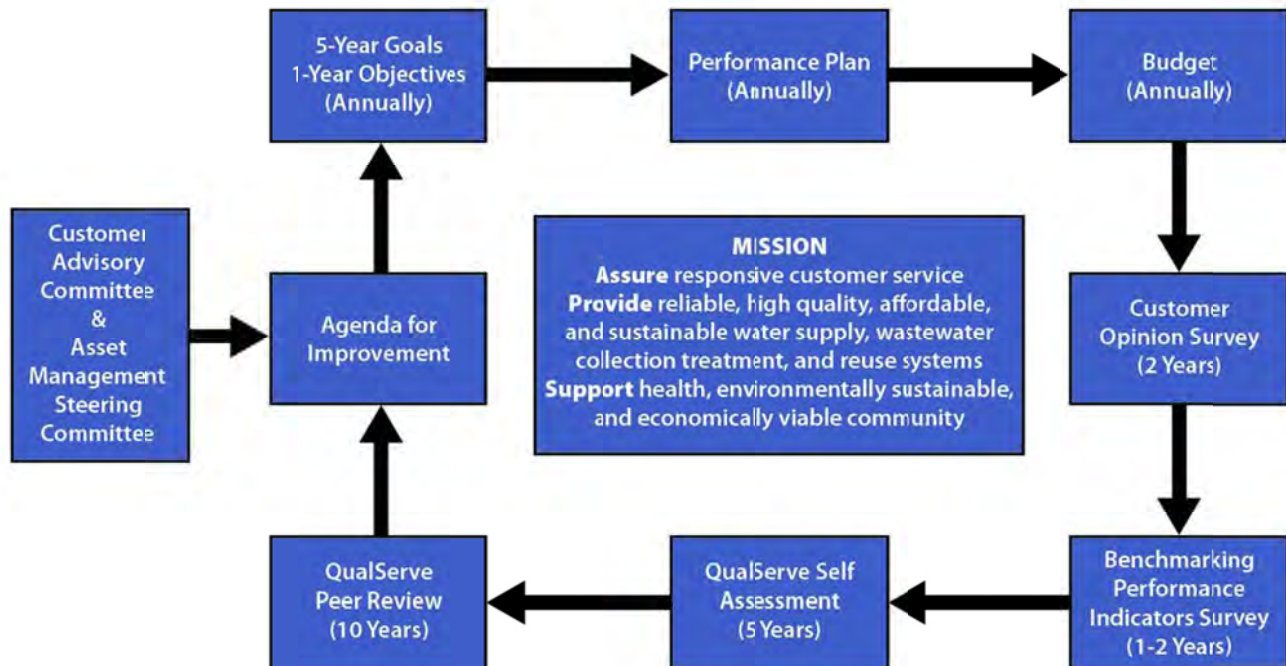 5-Year Goals
1-Year Objectives
(Annually)
Performance Plan
(Annually)
Budget
(Annually)
Customer
Advisory
Committee
&
Asset
Management
Steering
Committee
Agenda for
Improvement
MISSION
Assure responsive customer service
Provide reliable, high quality, affordable,
and sustainable water supply, wastewater
collection treatment, and reuse systems
Support health, environmentally sustainable,
and economically viable community
Customer
Opinion Survey
(2 Years)
QualServe
Peer Review
(10 Years)
QualServe Self
Assessment
(5 Years)
Benchmarking
Performance
Indicators Survey
(1-2 Years)